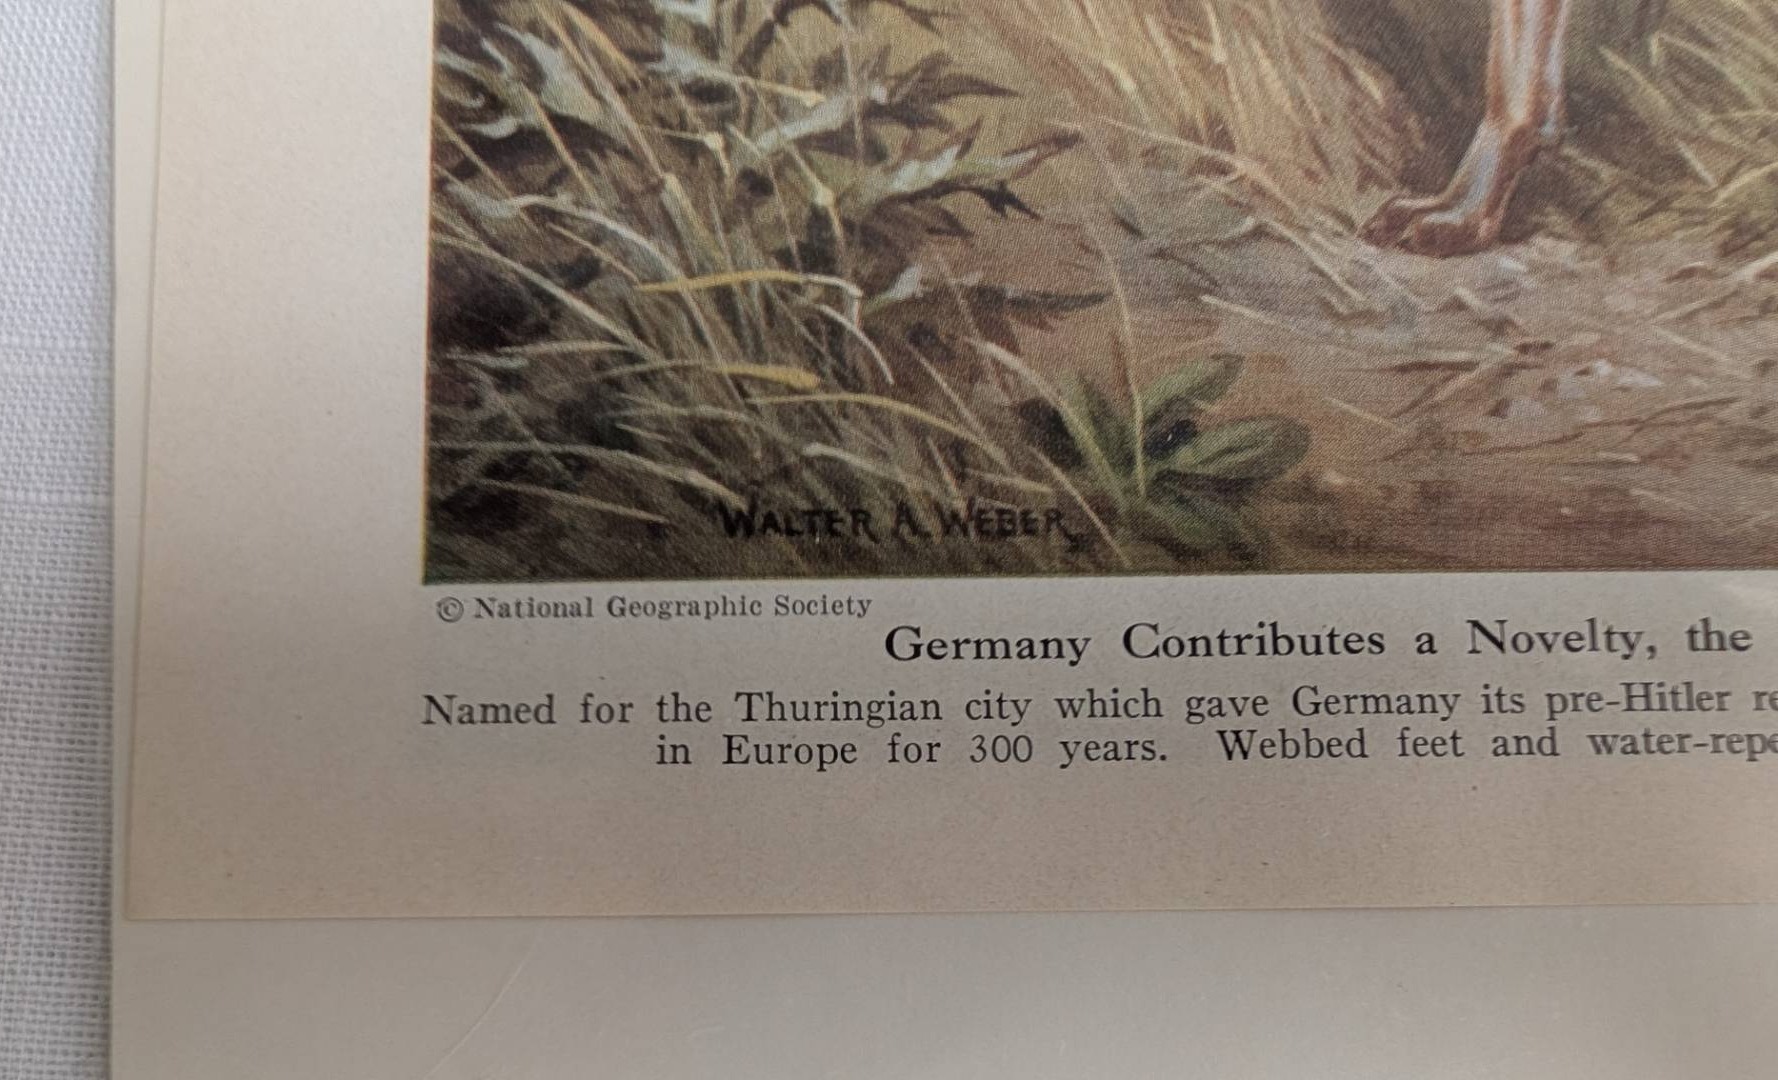 WALTER A. WEBER
© National Geographic Society
Germany Contributes a Novelty, the
Named for the Thuringian city which gave Germany its pre-Hitler
in Europe for 300 years. Webbed feet and